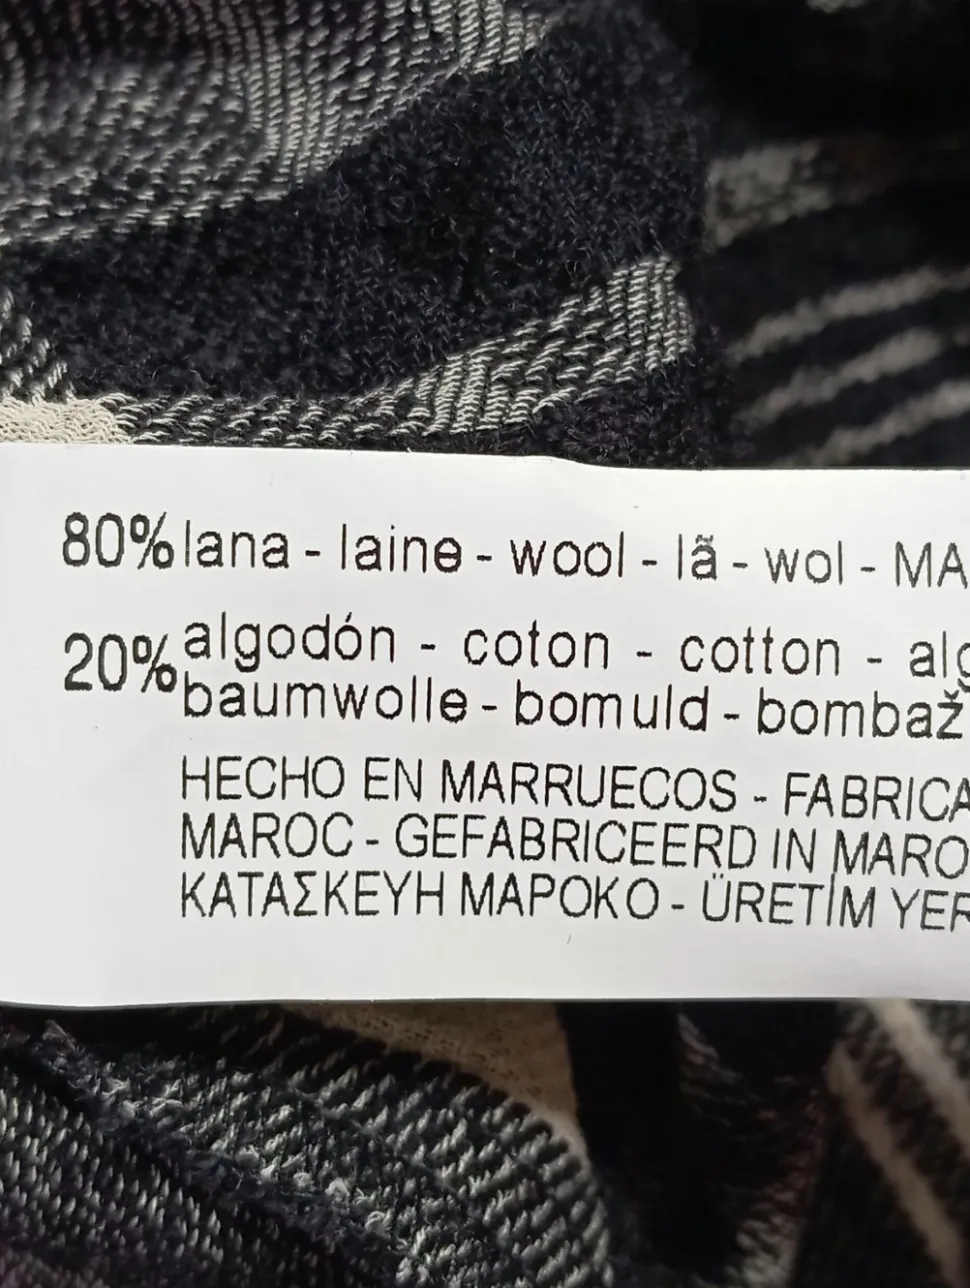 80% lana - laine - wool - lã - wol - MA
20% algodón - coton - cotton - alg
baumwolle - bomuld - bombaž
HECHO EN MARRUECOS - FABRICA
MAROC - GEFABRICEERD IN MARO
ΚΑΤΑΣΚΕΥΗ ΜΑΡΟΚΟ - ÜRETİM YER